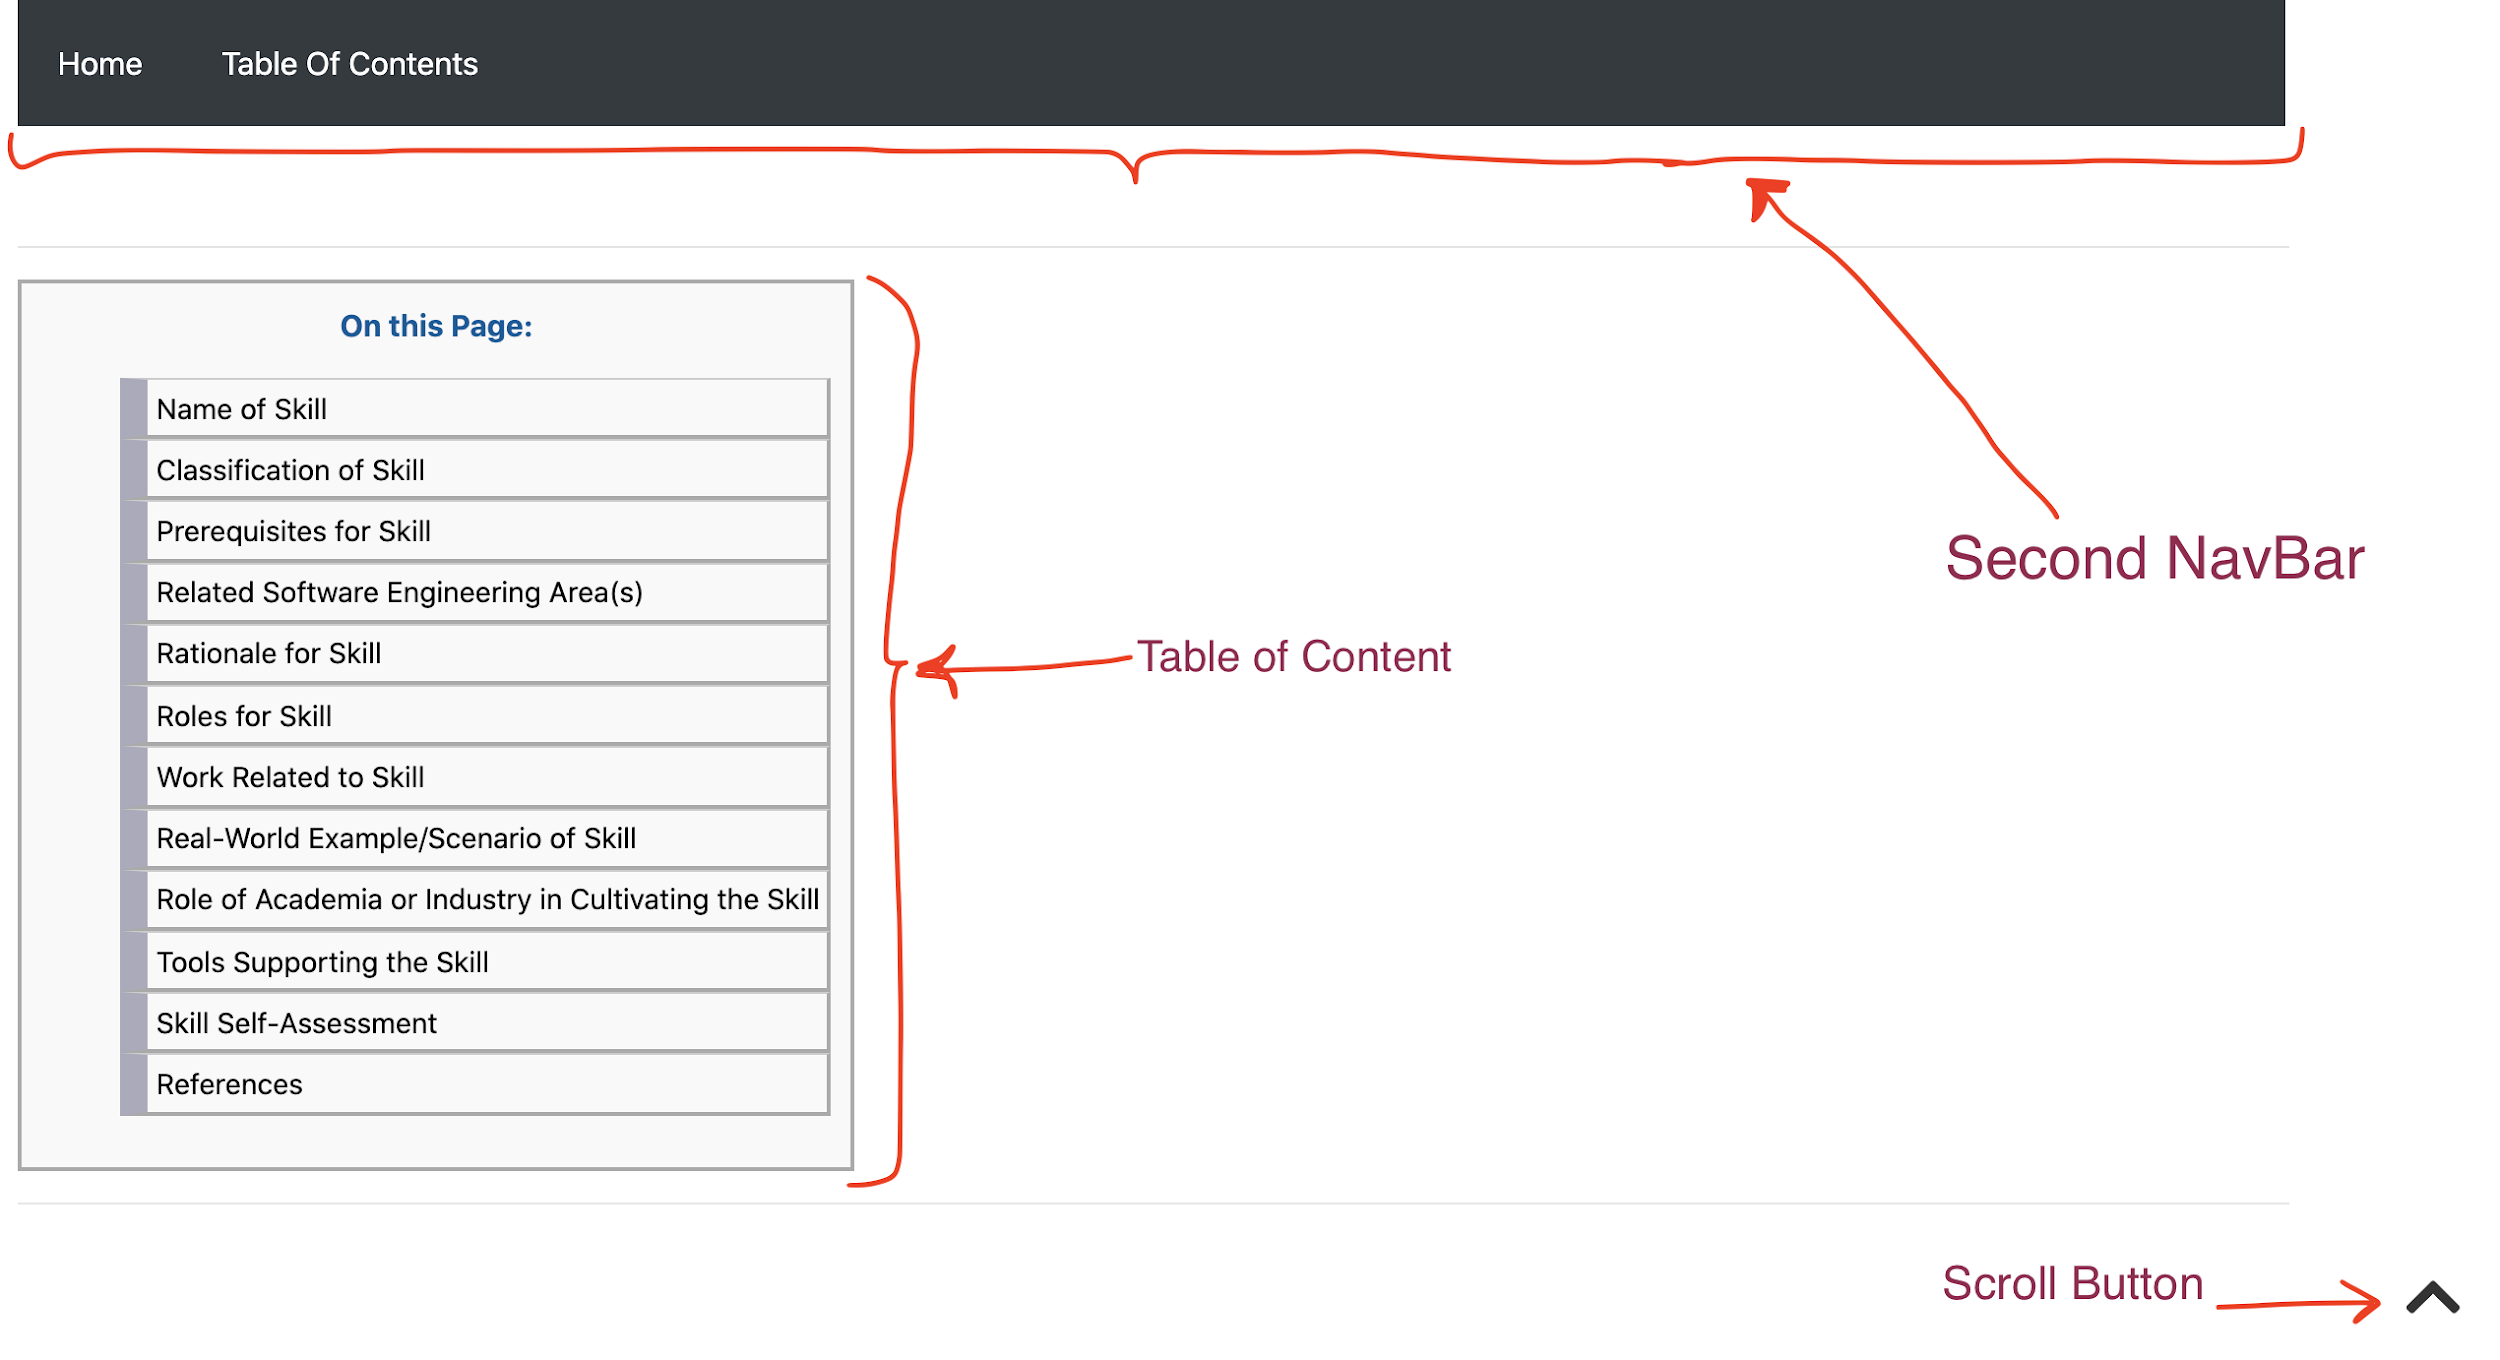 Home Table Of Contents
On this Page:
Name of Skill
Classification of Skill
Prerequisites for Skill
Second NavBar
Related Software Engineering Area(s)
Rationale for Skill
Table of Content
Roles for Skill
Work Related to Skill
Real-World Example/Scenario of Skill
Role of Academia or Industry in Cultivating the Skill
Tools Supporting the Skill
Skill Self-Assessment
References
Scroll Button